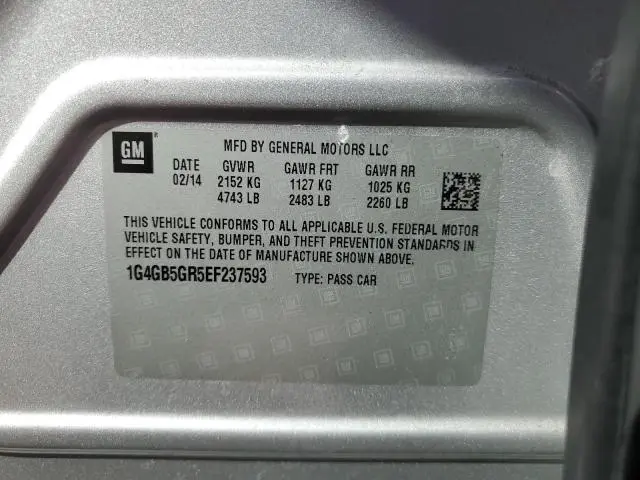 GM ® MFD BY GENERAL MOTORS LLC
DATE GVWR GAWR FRT GAWR RR
02/14 2152 KG 1127 KG 1025 KG
4743 LB 2483 LB 2260 LB
THIS VEHICLE CONFORMS TO ALL APPLICABLE U.S. FEDERAL MOTOR
VEHICLE SAFETY, BUMPER, AND THEFT PREVENTION STANDARDS IN
EFFECT ON THE DATE OF MANUFACTURE SHOWN ABOVE.
1G4GB5GR5EF237593 TYPE: PASS CAR